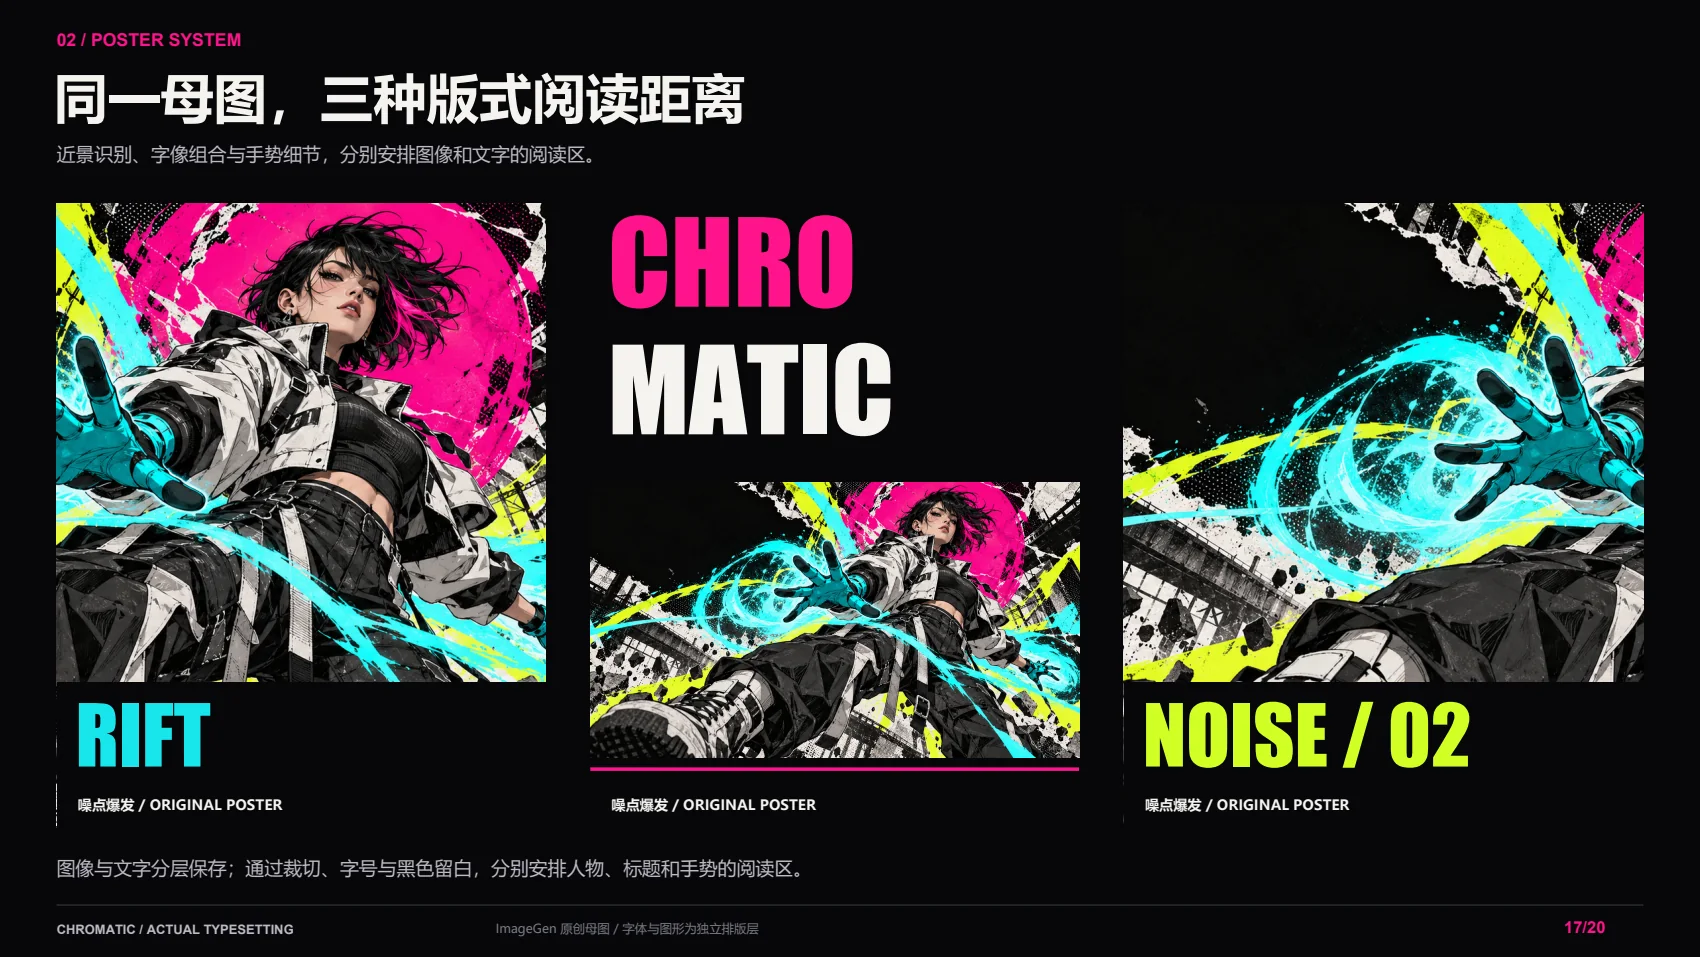 02 / POSTER SYSTEM
同一母图，三种版式阅读距离
近景识别、字像组合与手势细节，分别安排图像和文字的阅读区。
CHRO
MATIC
RIFT
噪点爆发 / ORIGINAL POSTER
噪点爆发 / ORIGINAL POSTER
NOISE / 02
噪点爆发 / ORIGINAL POSTER
图像与文字分层保存；通过裁切、字号与黑色留白，分别安排人物、标题和手势的阅读区。
CHROMATIC / ACTUAL TYPESETTING
ImageGen 原创母图 / 字体与图形为独立排版层
17/20